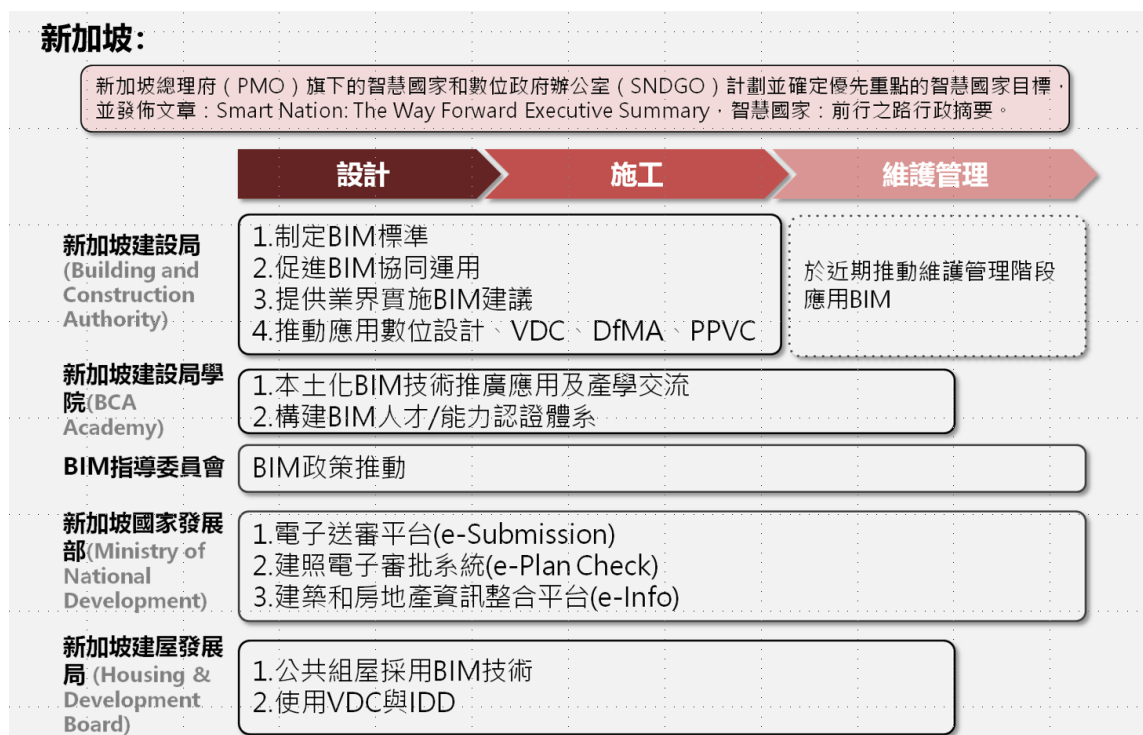 新加坡:
新加坡總理府（PMO）旗下的智慧國家和數位政府辦公室（SNDGO）計劃並確定優先重點的智慧國家目標，
並發佈文章：Smart Nation: The Way Forward Executive Summary，智慧國家：前行之路行政摘要。
設計
施工
維護管理
新加坡建設局
(Building and
Construction
Authority)
1.制定BIM標準
2.促進BIM協同運用
3.提供業界實施BIM建議
4.推動應用數位設計、VDC、DfMA、PPVC
於近期推動維護管理階段
應用BIM
新加坡建設局學
院(BCA
Academy)
1.本土化BIM技術推廣應用及產學交流
2.構建BIM人才/能力認證體系
BIM指導委員會
BIM政策推動
新加坡國家發展
部(Ministry of
National
Development)
1.電子送審平台(e-Submission)
2.建照電子審批系統(e-Plan Check)
3.建築和房地產資訊整合平台(e-Info)
新加坡建屋發展
局 (Housing &
Development
Board)
1.公共組屋採用BIM技術
2.使用VDC與IDD